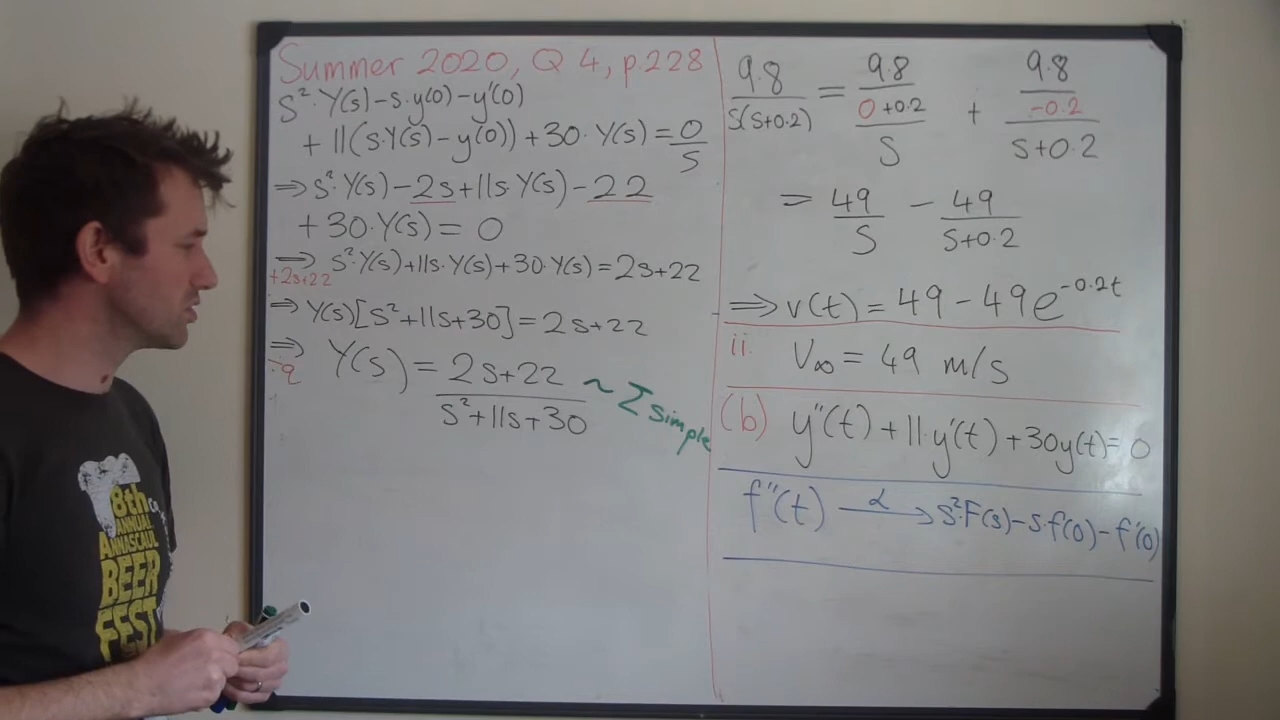 Summer 2020, Q 4, p.228
S²·Y(s)-s·y(0)-y'(0)
+11(s·Y(s)-y(0))+30·Y(s)=0/s
⇒s²·Y(s)-2s+11s·Y(s)-22
+30·Y(s)=0
⇒ s²·Y(s)+11s·Y(s)+30·Y(s)=2s+22
+2s+22
⇒ Y(s)[s²+11s+30]=2s+22
⇒ Y(s)=(2s+22)/(s²+11s+30) ~ Σ simple
÷q
9.8/(s(s+0.2)) = (9.8/(0+0.2))/s + (9.8/(-0.2))/(s+0.2)
= 49/s - 49/(s+0.2)
⇒ v(t) = 49-49e^(-0.2t)
ii. V∞ = 49 m/s
(b) y''(t)+11·y'(t)+30y(t)=0
f''(t) ⟶ᴸ s²·F(s)-s·f(0)-f'(0)
8th
ANNUAL
ANNASCAUL
BEER
FEST